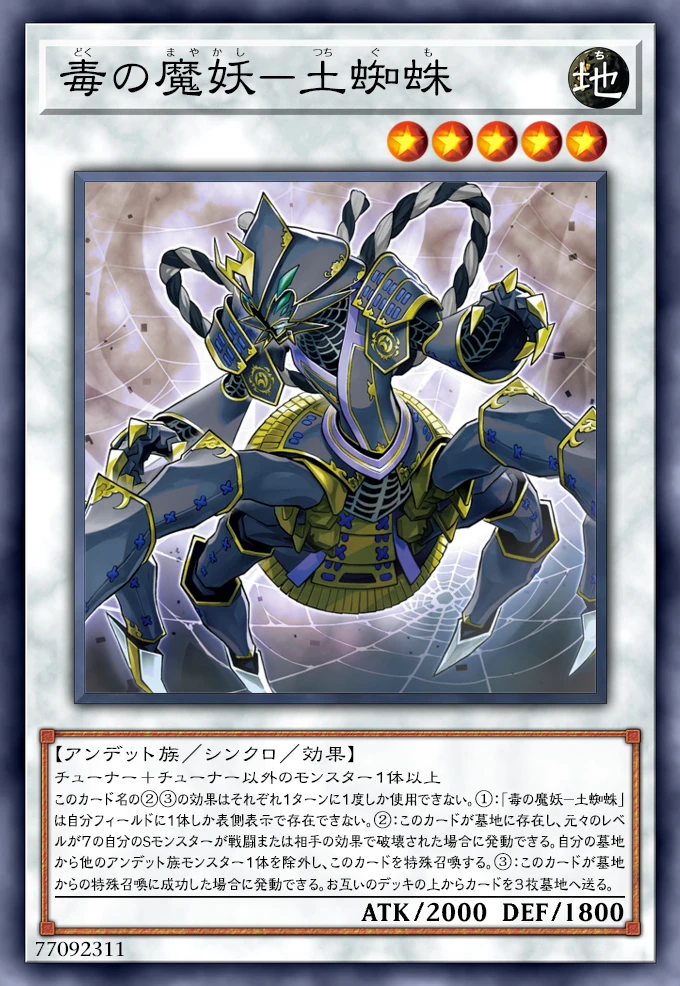 どく まやかし つちぐも
毒の魔妖－土蜘蛛
ち
地
【アンデット族／シンクロ／効果】
チューナー＋チューナー以外のモンスター１体以上
このカード名の②③の効果はそれぞれ１ターンに１度しか使用できない。①：「毒の魔妖－土蜘蛛」
は自分フィールドに１体しか表側表示で存在できない。②：このカードが墓地に存在し、元々のレベ
ルが７の自分のＳモンスターが戦闘または相手の効果で破壊された場合に発動できる。自分の墓地
から他のアンデット族モンスター１体を除外し、このカードを特殊召喚する。③：このカードが墓地
からの特殊召喚に成功した場合に発動できる。お互いのデッキの上からカードを３枚墓地へ送る。
ATK/2000 DEF/1800
77092311